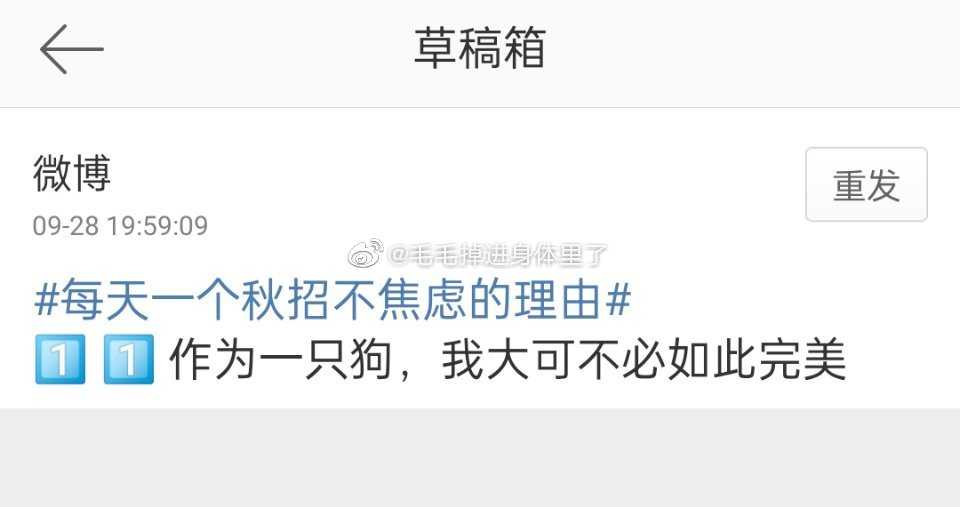 草稿箱
微博
重发
09-28 19:59:09
@毛毛掉进身体里了
#每天一个秋招不焦虑的理由#
1️⃣ 1️⃣ 作为一只狗，我大可不必如此完美